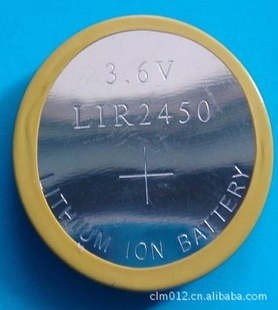 3.6V
LIR2450
LITHIUM ION BATTERY
clm012.cn.alibaba.com